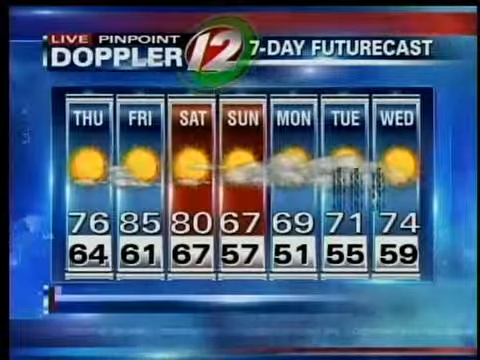 LIVE PINPOINT
DOPPLER 12 7-DAY FUTURECAST
THU FRI SAT SUN MON TUE WED
76 85 80 67 69 71 74
64 61 67 57 51 55 59